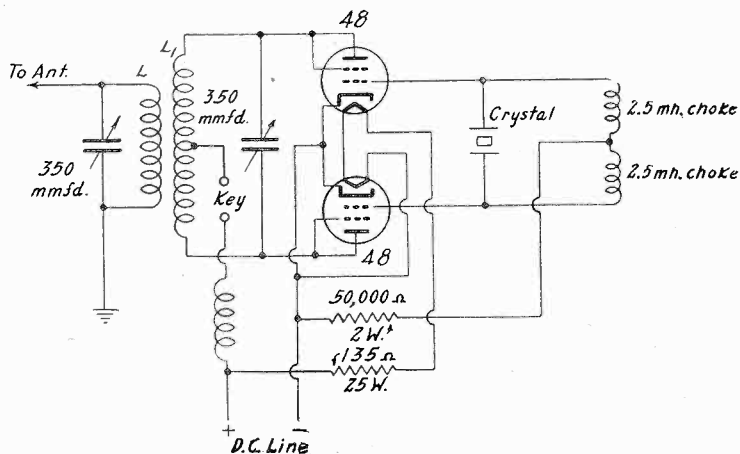 48
To Ant.
L
L1
350
mmfd.
350
mmfd.
Key
Crystal
2.5 mh. choke
2.5 mh. choke
48
50,000 Ω
2 W.
135 Ω
25 W.
+
−
D.C. Line